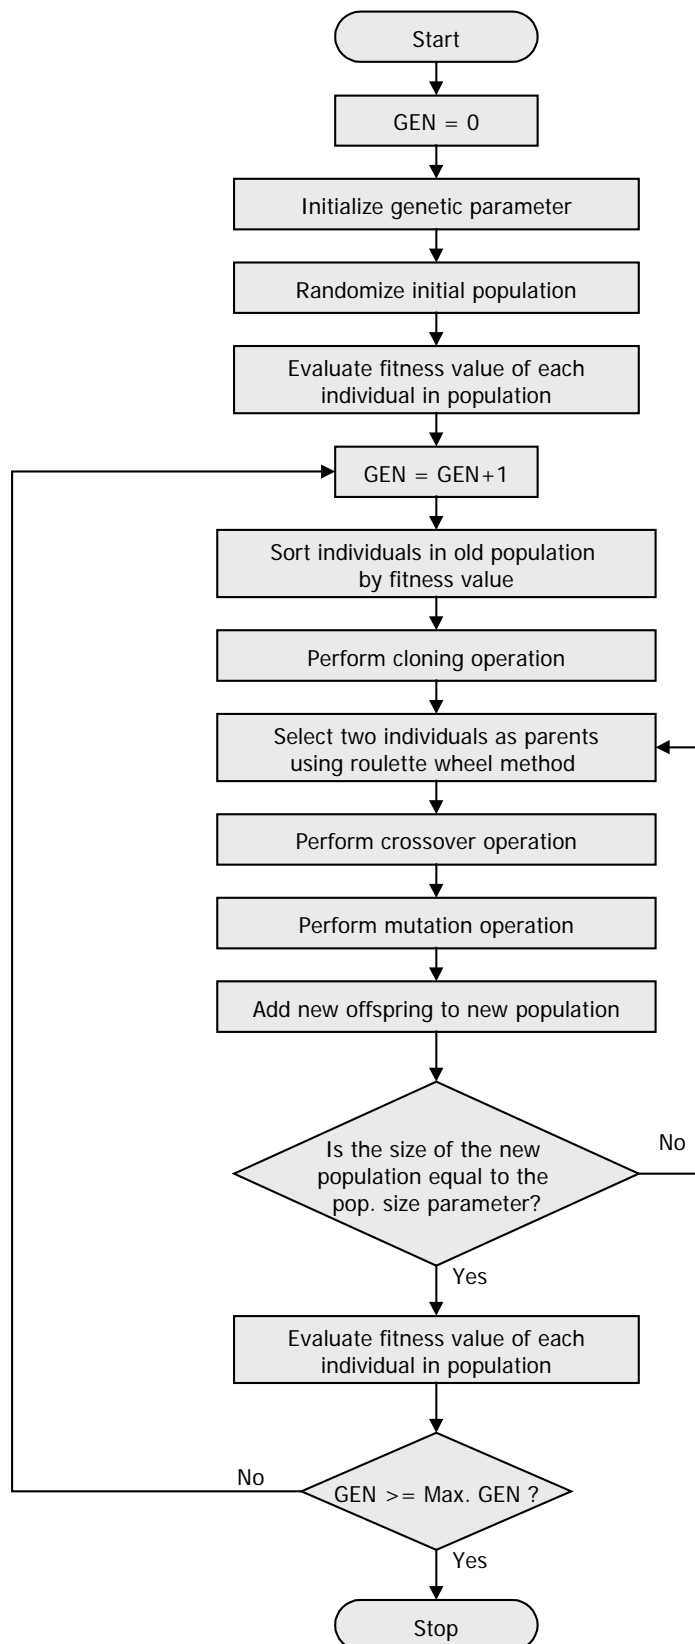 Start
GEN = 0
Initialize genetic parameter
Randomize initial population
Evaluate fitness value of each
individual in population
GEN = GEN+1
Sort individuals in old population
by fitness value
Perform cloning operation
Select two individuals as parents
using roulette wheel method
Perform crossover operation
Perform mutation operation
Add new offspring to new population
Is the size of the new
population equal to the
pop. size parameter?
No
Yes
Evaluate fitness value of each
individual in population
No
GEN >= Max. GEN ?
Yes
Stop